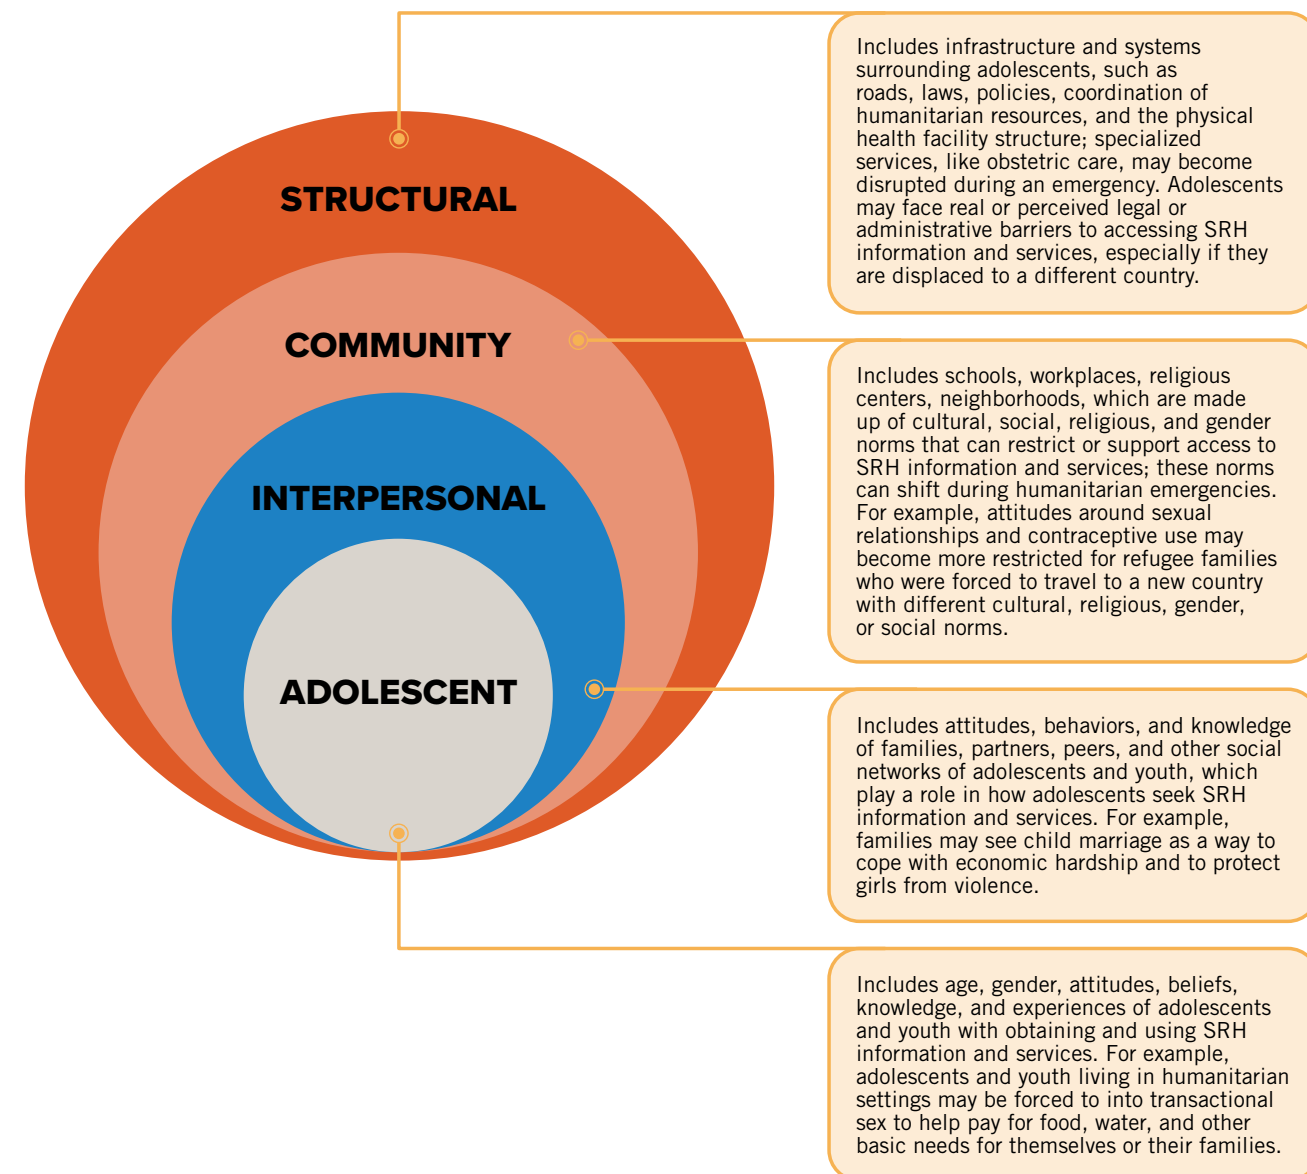 STRUCTURAL
Includes infrastructure and systems
surrounding adolescents, such as
roads, laws, policies, coordination of
humanitarian resources, and the physical
health facility structure; specialized
services, like obstetric care, may become
disrupted during an emergency. Adolescents
may face real or perceived legal or
administrative barriers to accessing SRH
information and services, especially if they
are displaced to a different country.
COMMUNITY
Includes schools, workplaces, religious
centers, neighborhoods, which are made
up of cultural, social, religious, and gender
norms that can restrict or support access to
SRH information and services; these norms
can shift during humanitarian emergencies.
For example, attitudes around sexual
relationships and contraceptive use may
become more restricted for refugee families
who were forced to travel to a new country
with different cultural, religious, gender,
or social norms.
INTERPERSONAL
Includes attitudes, behaviors, and knowledge
of families, partners, peers, and other social
networks of adolescents and youth, which
play a role in how adolescents seek SRH
information and services. For example,
families may see child marriage as a way to
cope with economic hardship and to protect
girls from violence.
ADOLESCENT
Includes age, gender, attitudes, beliefs,
knowledge, and experiences of adolescents
and youth with obtaining and using SRH
information and services. For example,
adolescents and youth living in humanitarian
settings may be forced to into transactional
sex to help pay for food, water, and other
basic needs for themselves or their families.